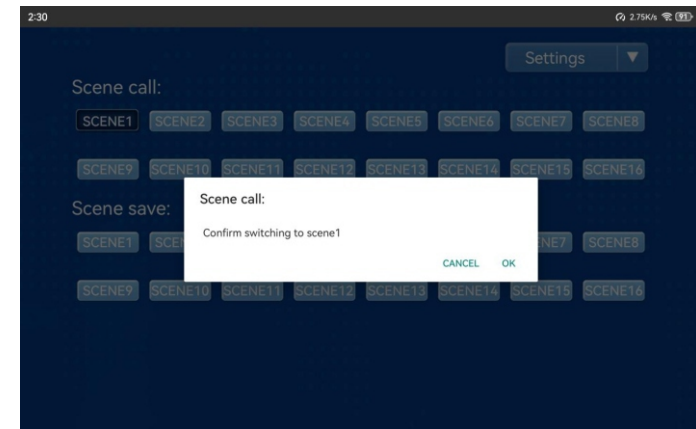 2:30 2.75K/s 91
Settings ▼
Scene call:
SCENE1 SCENE2 SCENE3 SCENE4 SCENE5 SCENE6 SCENE7 SCENE8
SCENE9 SCENE10 SCENE11 SCENE12 SCENE13 SCENE14 SCENE15 SCENE16
Scene call:
Confirm switching to scene1
CANCEL OK
Scene save:
SCENE1 SCENE8
SCENE9 SCENE10 SCENE11 SCENE12 SCENE13 SCENE14 SCENE15 SCENE16